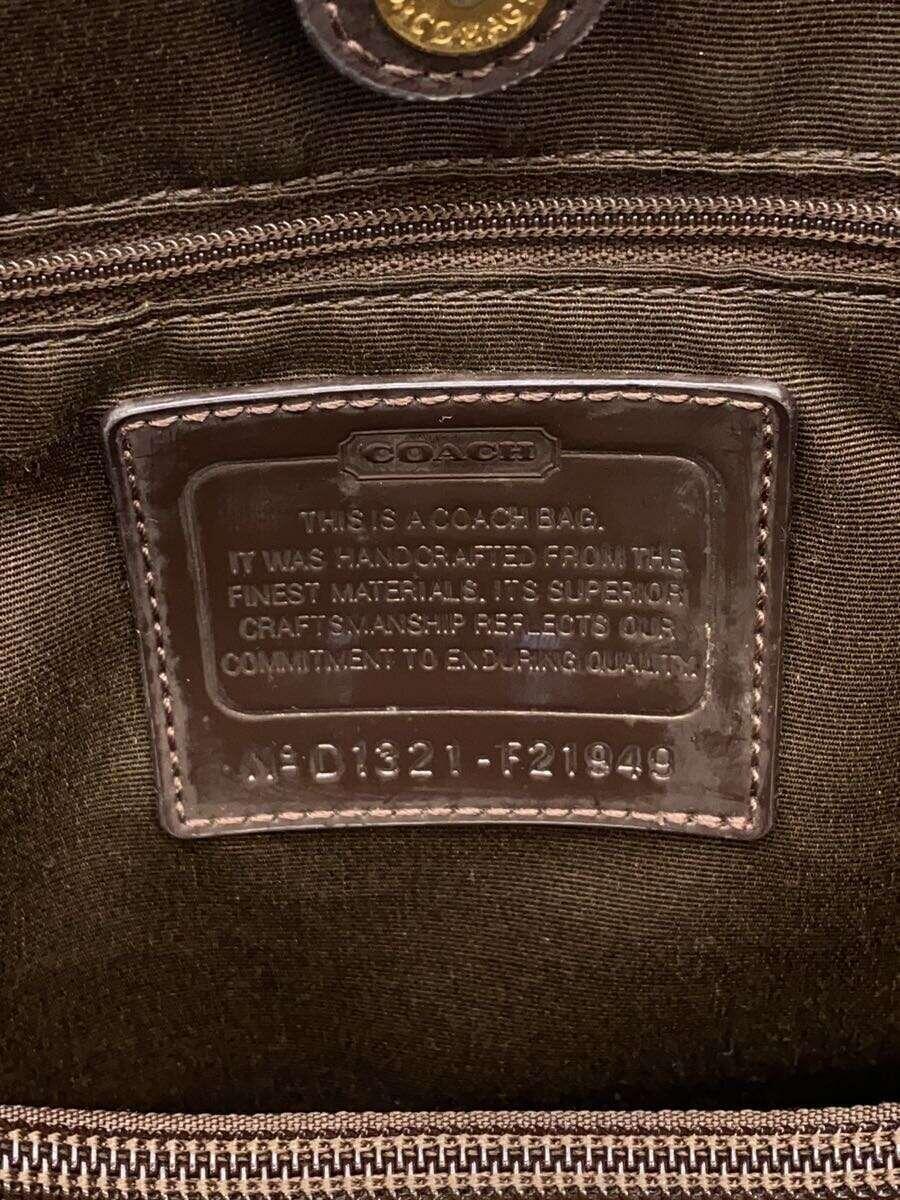 COACH
THIS IS A COACH BAG.
IT WAS HANDCRAFTED FROM THE
FINEST MATERIALS. ITS SUPERIOR
CRAFTSMANSHIP REFLECTS OUR
COMMITMENT TO ENDURING QUALITY.
Nº D1321-F21949